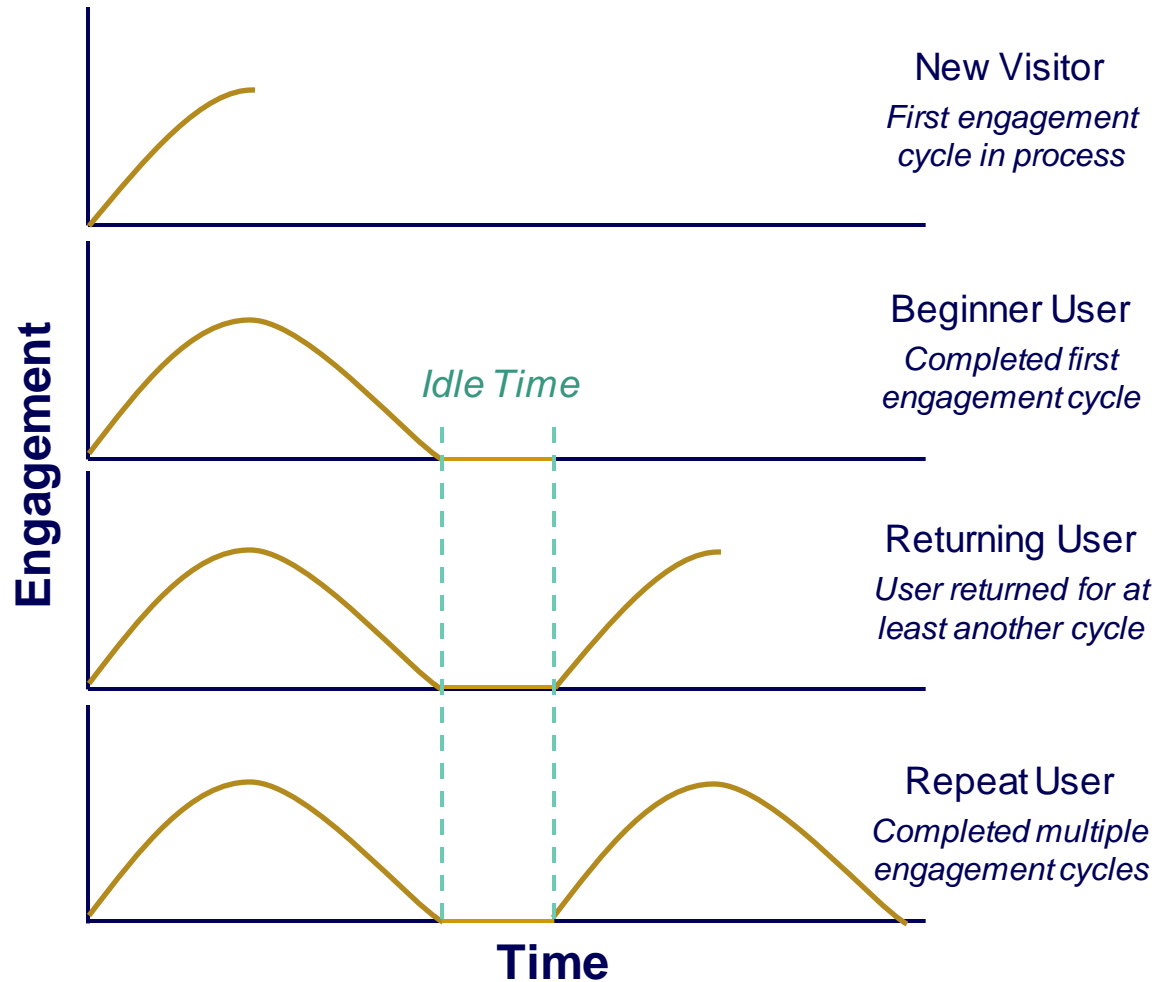 New Visitor
First engagement
cycle in process
Beginner User
Completed first
engagement cycle
Idle Time
Engagement
Returning User
User returned for at
least another cycle
Repeat User
Completed multiple
engagement cycles
Time